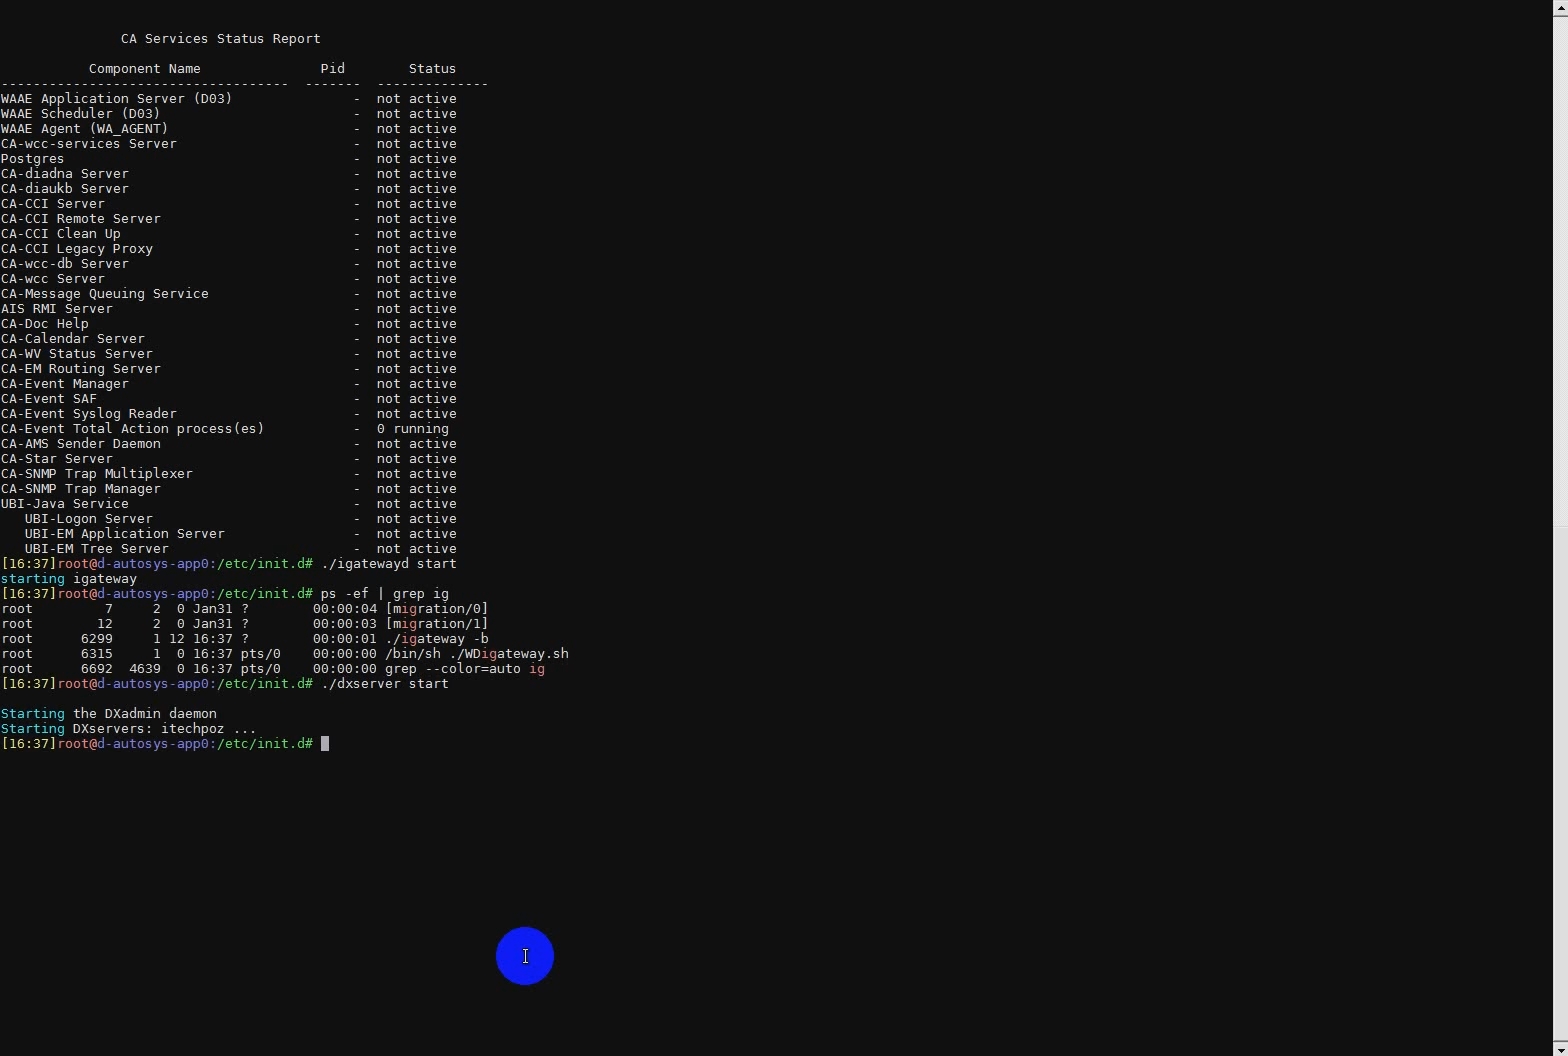 CA Services Status Report
Component Name Pid Status
------------------------------------ ------- --------------
WAAE Application Server (D03) - not active
WAAE Scheduler (D03) - not active
WAAE Agent (WA_AGENT) - not active
CA-wcc-services Server - not active
Postgres - not active
CA-diadna Server - not active
CA-diaukb Server - not active
CA-CCI Server - not active
CA-CCI Remote Server - not active
CA-CCI Clean Up - not active
CA-CCI Legacy Proxy - not active
CA-wcc-db Server - not active
CA-wcc Server - not active
CA-Message Queuing Service - not active
AIS RMI Server - not active
CA-Doc Help - not active
CA-Calendar Server - not active
CA-WV Status Server - not active
CA-EM Routing Server - not active
CA-Event Manager - not active
CA-Event SAF - not active
CA-Event Syslog Reader - not active
CA-Event Total Action process(es) - 0 running
CA-AMS Sender Daemon - not active
CA-Star Server - not active
CA-SNMP Trap Multiplexer - not active
CA-SNMP Trap Manager - not active
UBI-Java Service - not active
UBI-Logon Server - not active
UBI-EM Application Server - not active
UBI-EM Tree Server - not active
[16:37]root@d-autosys-app0:/etc/init.d# ./igatewayd start
starting igateway
[16:37]root@d-autosys-app0:/etc/init.d# ps -ef | grep ig
root 7 2 0 Jan31 ? 00:00:04 [migration/0]
root 12 2 0 Jan31 ? 00:00:03 [migration/1]
root 6299 1 12 16:37 ? 00:00:01 ./igateway -b
root 6315 1 0 16:37 pts/0 00:00:00 /bin/sh ./WDigateway.sh
root 6692 4639 0 16:37 pts/0 00:00:00 grep --color=auto ig
[16:37]root@d-autosys-app0:/etc/init.d# ./dxserver start
Starting the DXadmin daemon
Starting DXservers: itechpoz ...
[16:37]root@d-autosys-app0:/etc/init.d#